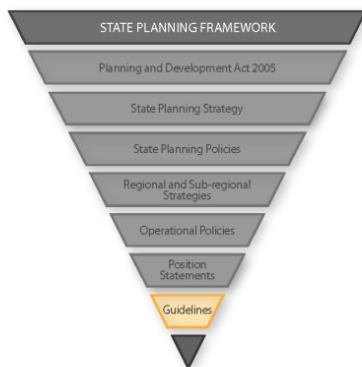 STATE PLANNING FRAMEWORK
Planning and Development Act 2005
State Planning Strategy
State Planning Policies
Regional and Sub-regional
Strategies
Operational Policies
Position
Statements
Guidelines